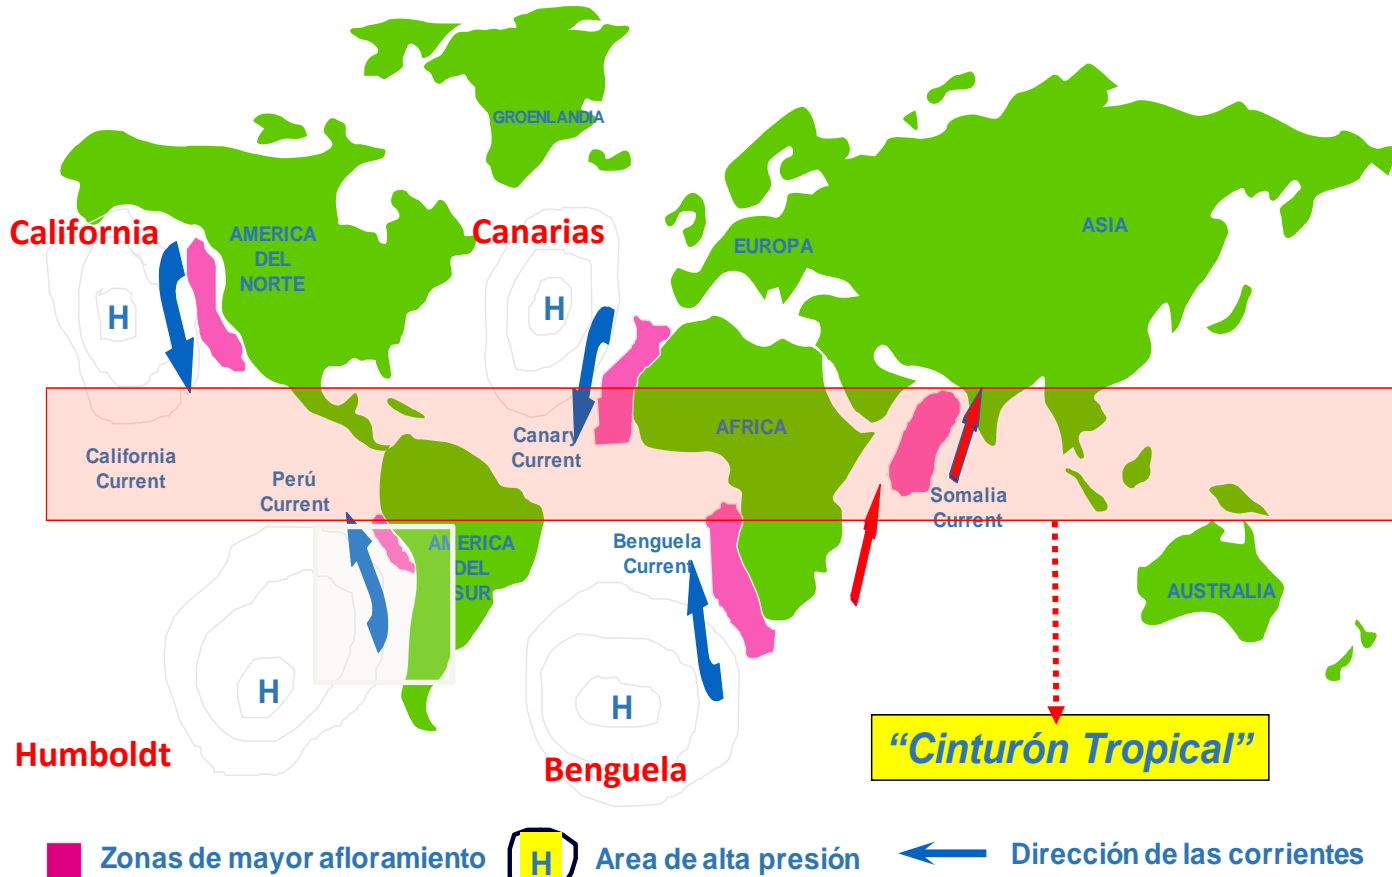 GROENLANDIA
California
AMERICA
DEL
NORTE
Canarias
EUROPA
ASIA
H
H
California
Current
Perú
Current
Canary
Current
AFRICA
Somalia
Current
Benguela
Current
AMERICA
DEL
SUR
AUSTRALIA
H
H
Humboldt
Benguela
“Cinturón Tropical”
Zonas de mayor afloramiento
H
Area de alta presión
Dirección de las corrientes